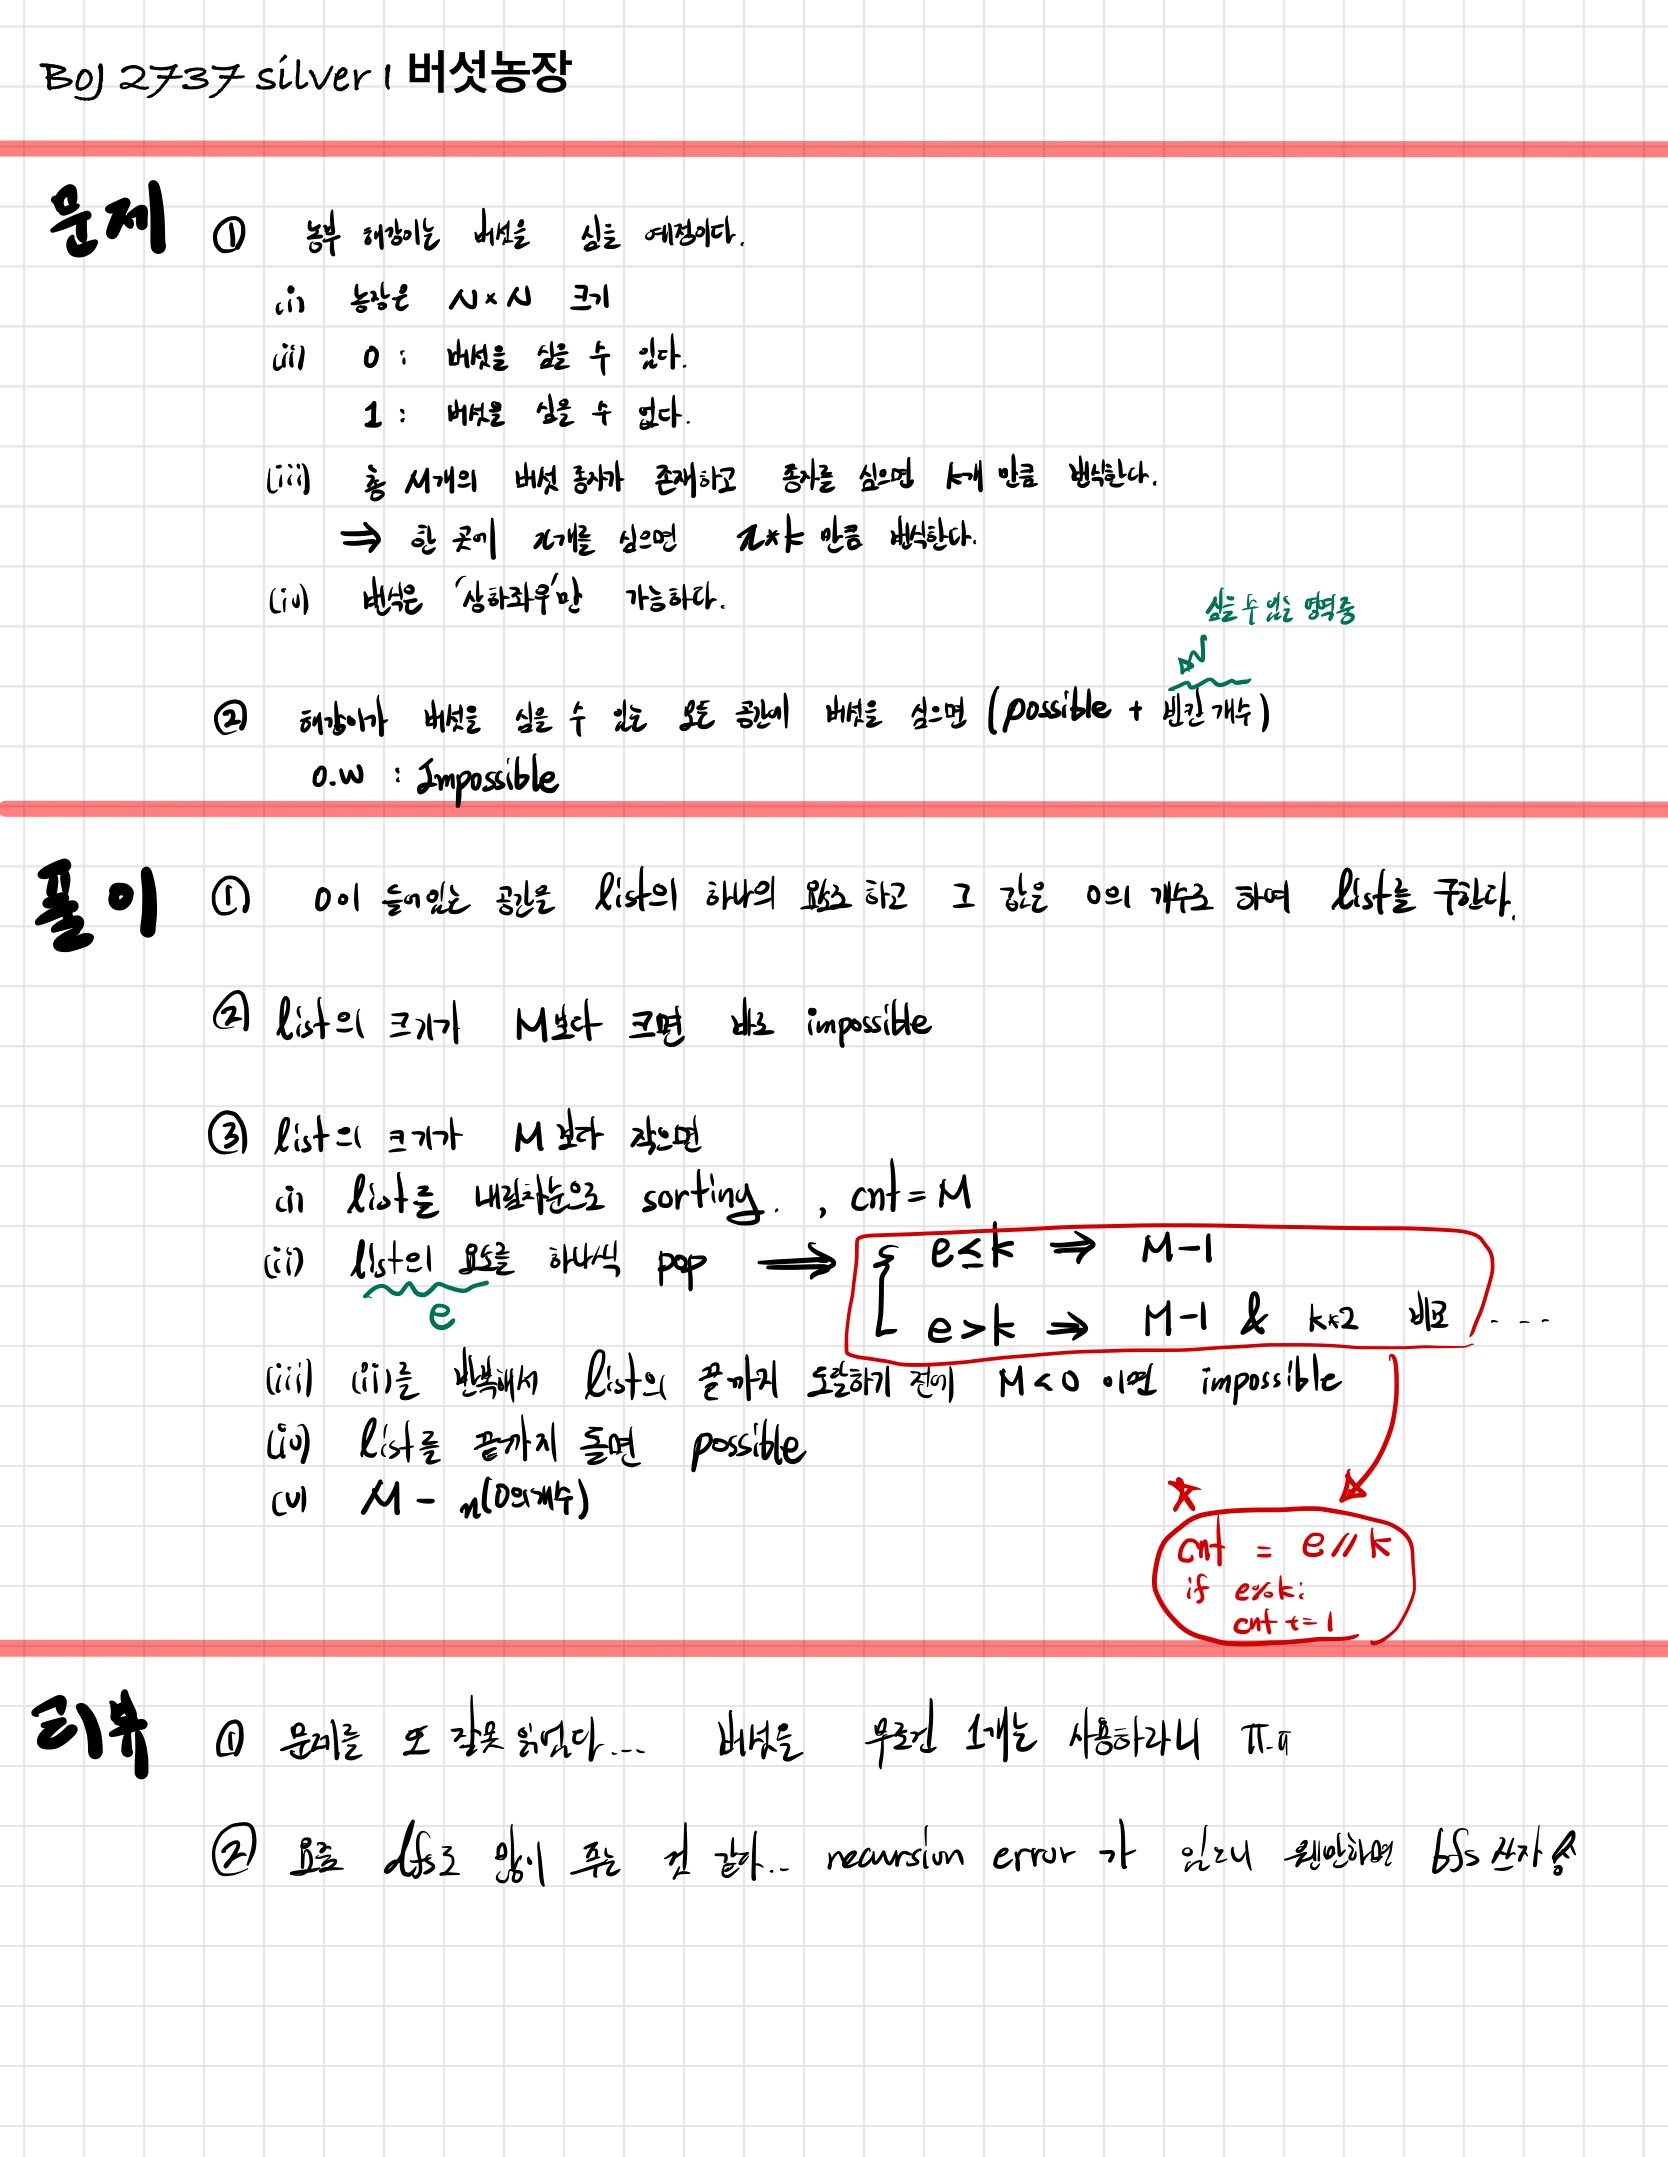 BOJ 2737 silver 1 버섯농장
문제
① 농부 해강이는 버섯을 심을 예정이다.
(i) 농장은 N×N 크기
(ii) 0 : 버섯을 심을 수 있다.
1 : 버섯을 심을 수 없다.
(iii) 총 M개의 버섯 종자가 존재하고 종자를 심으면 k개 만큼 번식한다.
⇒ 한 곳에 x개를 심으면 x*k 만큼 번식한다.
(iv) 번식은 '상하좌우'만 가능하다.
심을 수 있는 영역중
② 해강이가 버섯을 심을 수 있는 모든 공간에 버섯을 심으면 (possible + 빈칸 개수)
o.w : Impossible
풀이
① 0이 들어있는 공간을 list의 하나의 요소로 하고 그 값은 0의 개수로 하여 list를 구한다.
② list의 크기가 M보다 크면 바로 impossible
③ list의 크기가 M보다 작으면
(i) list를 내림차순으로 sorting. , cnt = M
(ii) list의 요소를 하나씩 pop ⇒ { e ≤ k ⇒ M-1
e
e > k ⇒ M-1 & k*2 비교 ....
(iii) (ii)를 반복해서 list의 끝까지 도달하기 전에 M<0 이면 impossible
(iv) list를 끝까지 돌면 possible
(v) M - n(0의개수)
★
cnt = e//k
if e%k:
cnt += 1
리뷰
① 문제를 또 잘못 읽었다... 버섯을 무조건 1개는 사용하라니 ㅠ-ㅠ
② 요즘 dfs로 많이 푸는 것 같다... recursion error 가 있으니 웬만하면 bfs 쓰자